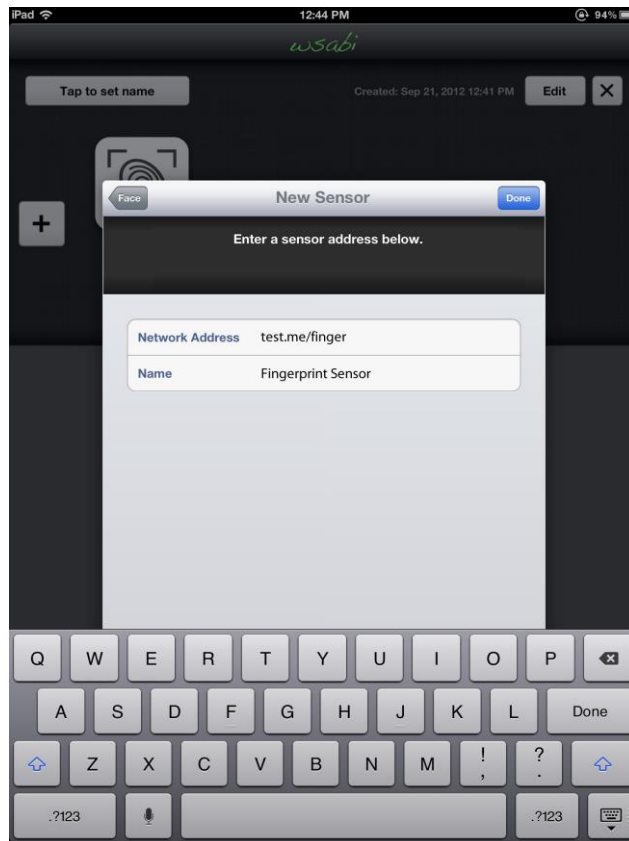 iPad 12:44 PM 94%
wsabi
Tap to set name Created: Sep 21, 2012 12:41 PM Edit
Face New Sensor Done
Enter a sensor address below.
Network Address test.me/finger
Name Fingerprint Sensor
Q W E R T Y U I O P
A S D F G H J K L Done
Z X C V B N M ! , ? .
.?123 .?123